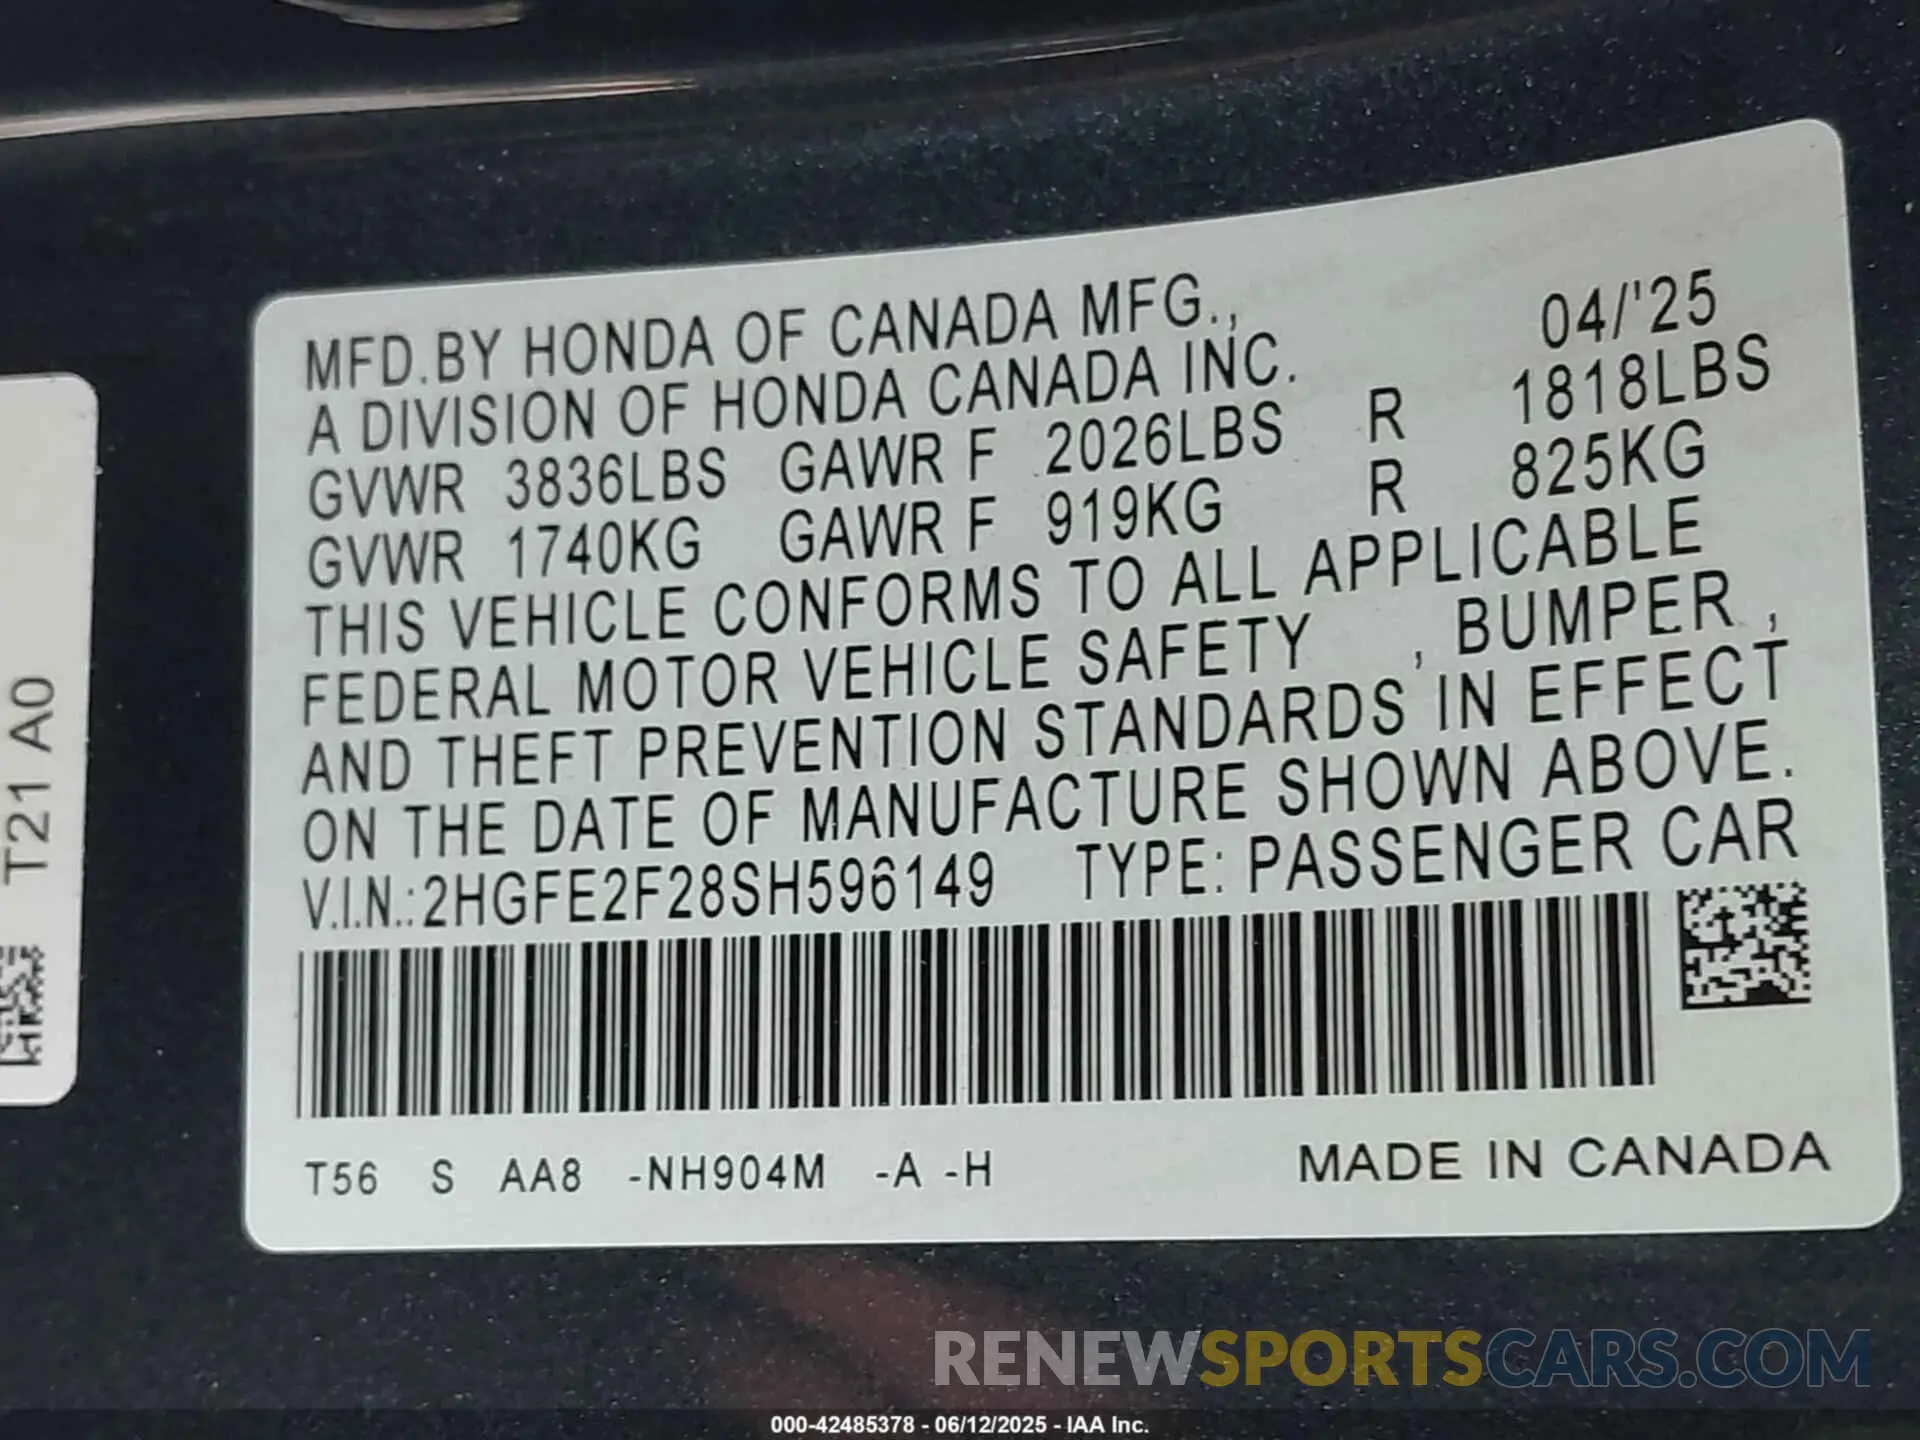 MFD.BY HONDA OF CANADA MFG.,
A DIVISION OF HONDA CANADA INC. 04/'25
GVWR 3836LBS GAWR F 2026LBS R 1818LBS
GVWR 1740KG GAWR F 919KG R 825KG
THIS VEHICLE CONFORMS TO ALL APPLICABLE
FEDERAL MOTOR VEHICLE SAFETY , BUMPER ,
AND THEFT PREVENTION STANDARDS IN EFFECT
ON THE DATE OF MANUFACTURE SHOWN ABOVE.
V.I.N.:2HGFE2F28SH596149 TYPE: PASSENGER CAR
T56 S AA8 -NH904M -A -H MADE IN CANADA
T21 A0
RENEWSPORTSCARS.COM
000-42485378 - 06/12/2025 - IAA Inc.